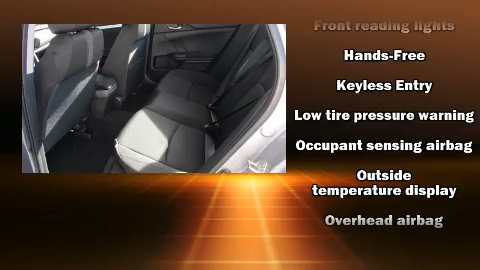 Front reading lights
Hands-Free
Keyless Entry
Low tire pressure warning
Occupant sensing airbag
Outside
temperature display
Overhead airbag